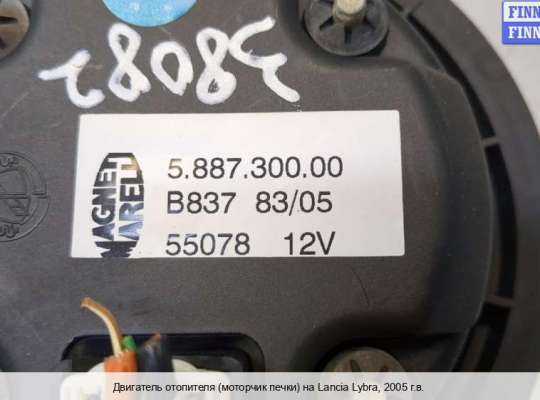 FINN
FINN
38082
MAGNETI MARELLI
5.887.300.00
B837 83/05
55078 12V
Двигатель отопителя (моторчик печки) на Lancia Lybra, 2005 г.в.